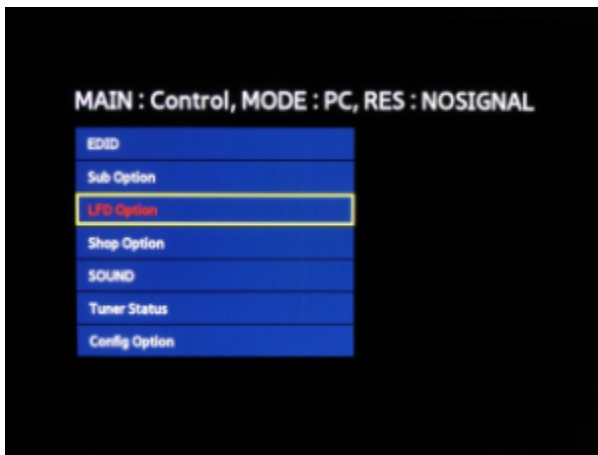 MAIN : Control, MODE : PC, RES : NOSIGNAL
EDID
Sub Option
LFD Option
Shop Option
SOUND
Tuner Status
Config Option